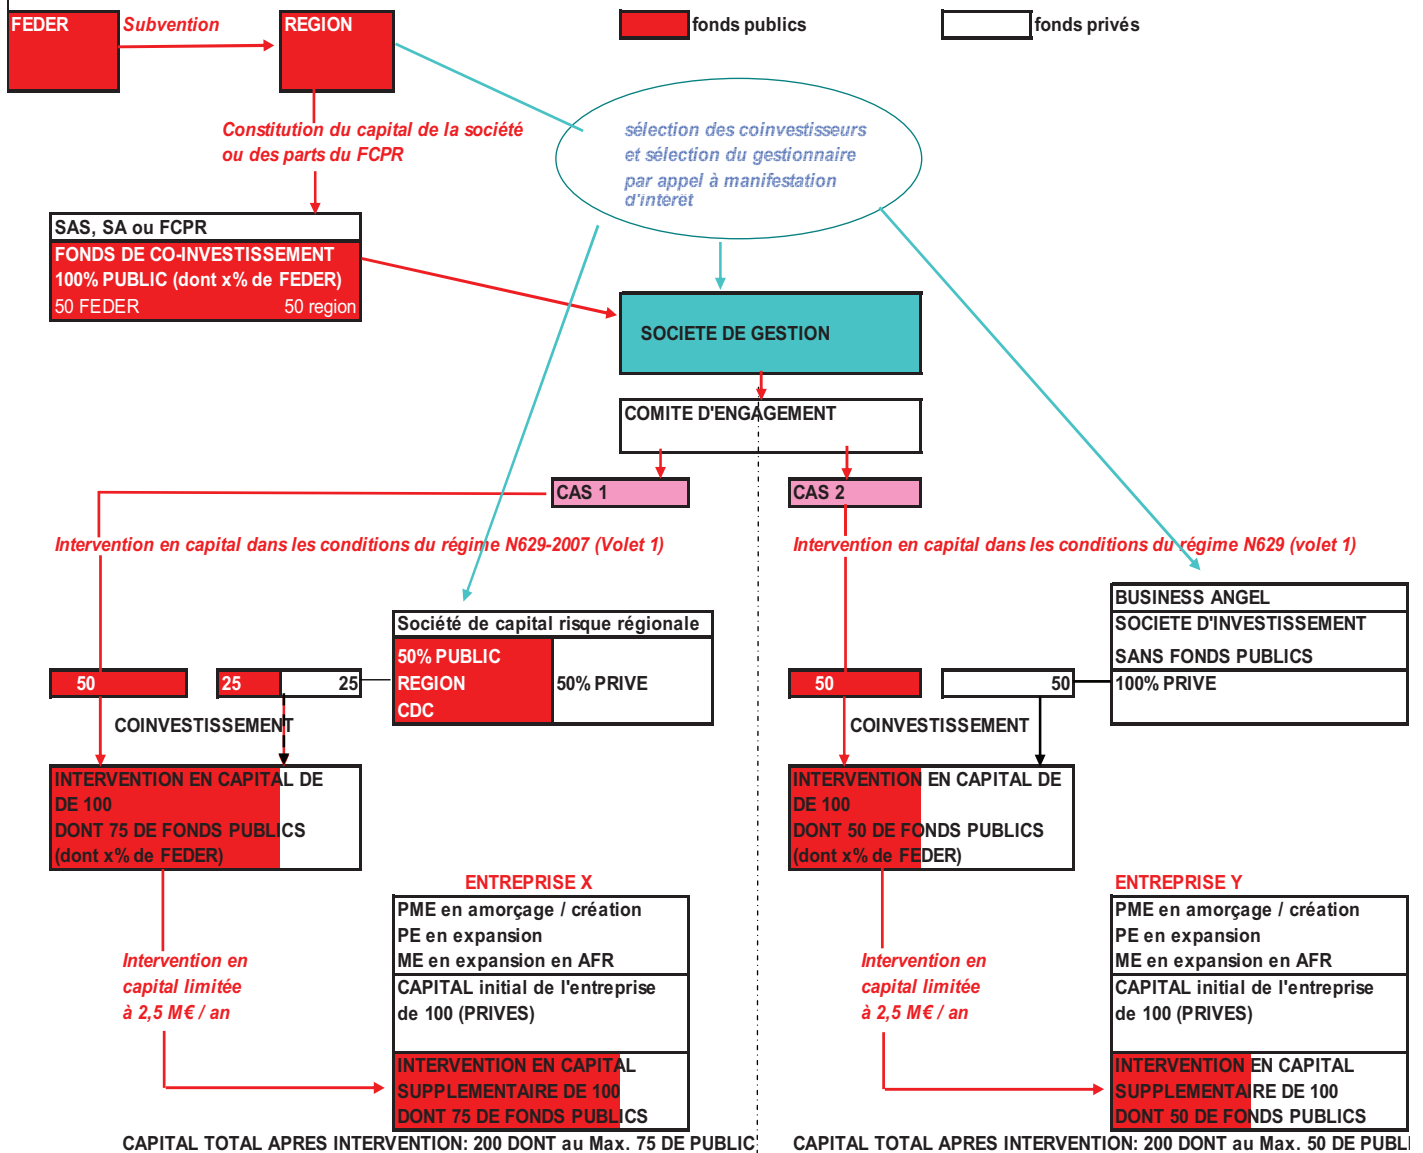 FEDER
Subvention
REGION
fonds publics
fonds privés
Constitution du capital de la société
ou des parts du FCPR
sélection des coinvestisseurs
et sélection du gestionnaire
par appel à manifestation
d'intérêt
SAS, SA ou FCPR
FONDS DE CO-INVESTISSEMENT
100% PUBLIC (dont x% de FEDER)
50 FEDER 50 region
SOCIETE DE GESTION
COMITE D'ENGAGEMENT
CAS 1
CAS 2
Intervention en capital dans les conditions du régime N629-2007 (Volet 1)
Intervention en capital dans les conditions du régime N629 (volet 1)
Société de capital risque régionale
50% PUBLIC
REGION
CDC
50% PRIVE
BUSINESS ANGEL
SOCIETE D'INVESTISSEMENT
SANS FONDS PUBLICS
100% PRIVE
50
25
25
50
50
COINVESTISSEMENT
COINVESTISSEMENT
INTERVENTION EN CAPITAL DE
DE 100
DONT 75 DE FONDS PUBLICS
(dont x% de FEDER)
INTERVENTION EN CAPITAL DE
DE 100
DONT 50 DE FONDS PUBLICS
(dont x% de FEDER)
Intervention en
capital limitée
à 2,5 M€ / an
ENTREPRISE X
PME en amorçage / création
PE en expansion
ME en expansion en AFR
CAPITAL initial de l'entreprise
de 100 (PRIVES)
INTERVENTION EN CAPITAL
SUPPLEMENTAIRE DE 100
DONT 75 DE FONDS PUBLICS
Intervention en
capital limitée
à 2,5 M€ / an
ENTREPRISE Y
PME en amorçage / création
PE en expansion
ME en expansion en AFR
CAPITAL initial de l'entreprise
de 100 (PRIVES)
INTERVENTION EN CAPITAL
SUPPLEMENTAIRE DE 100
DONT 50 DE FONDS PUBLICS
CAPITAL TOTAL APRES INTERVENTION: 200 DONT au Max. 75 DE PUBLIC
CAPITAL TOTAL APRES INTERVENTION: 200 DONT au Max. 50 DE PUBLI